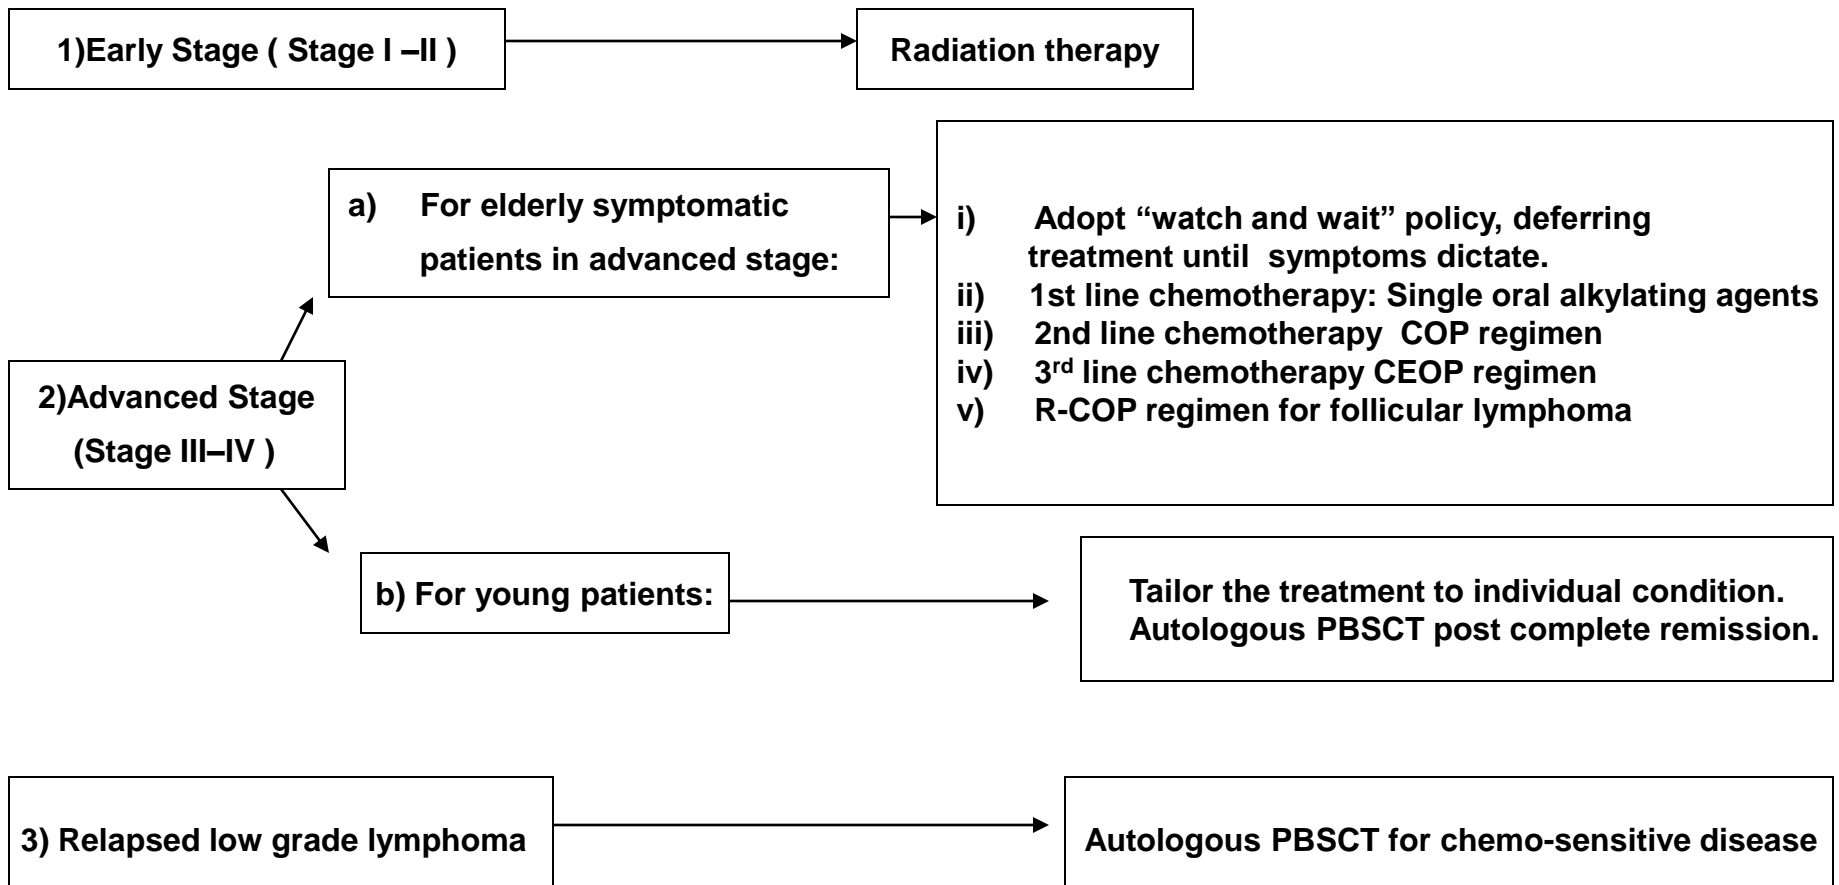 1)Early Stage ( Stage I –II )
Radiation therapy
a) For elderly symptomatic
patients in advanced stage:
i) Adopt “watch and wait” policy, deferring
treatment until symptoms dictate.
ii) 1st line chemotherapy: Single oral alkylating agents
iii) 2nd line chemotherapy COP regimen
iv) 3rd line chemotherapy CEOP regimen
v) R-COP regimen for follicular lymphoma
2)Advanced Stage
(Stage III–IV )
b) For young patients:
Tailor the treatment to individual condition.
Autologous PBSCT post complete remission.
3) Relapsed low grade lymphoma
Autologous PBSCT for chemo-sensitive disease